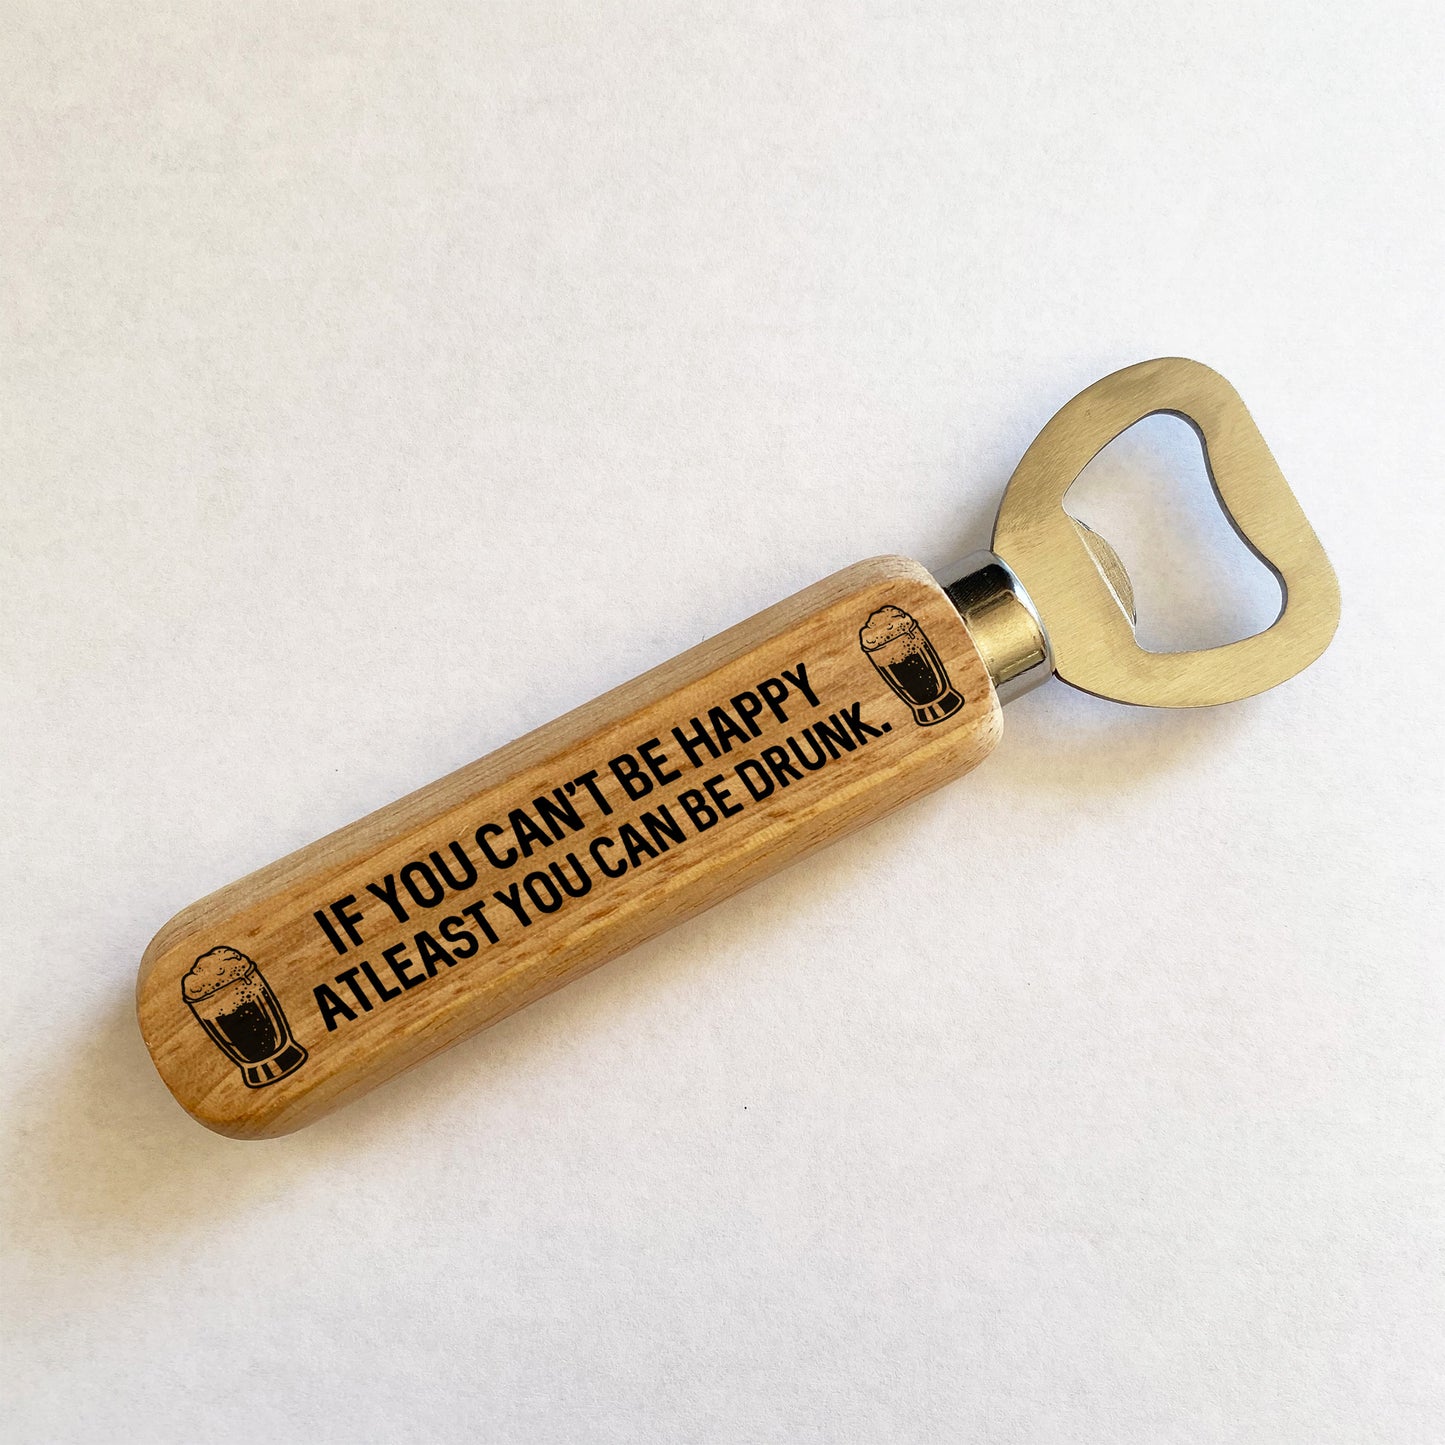 IF YOU CAN'T BE HAPPY
ATLEAST YOU CAN BE DRUNK.